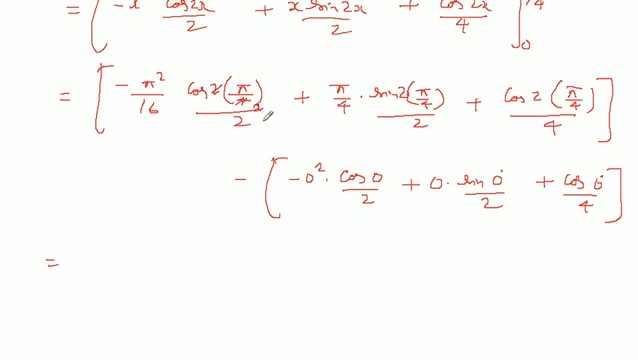 [ -x² cos2x/2 + x sin2x/2 + cos2x/4 ]₀ π/4
= [ -π²/16 cos2(π/4)/2 + π/4 · sin2(π/4)/2 + cos2(π/4)/4 ]
- [ -0² · cos0/2 + 0 · sin0/2 + cos0/4 ]
=